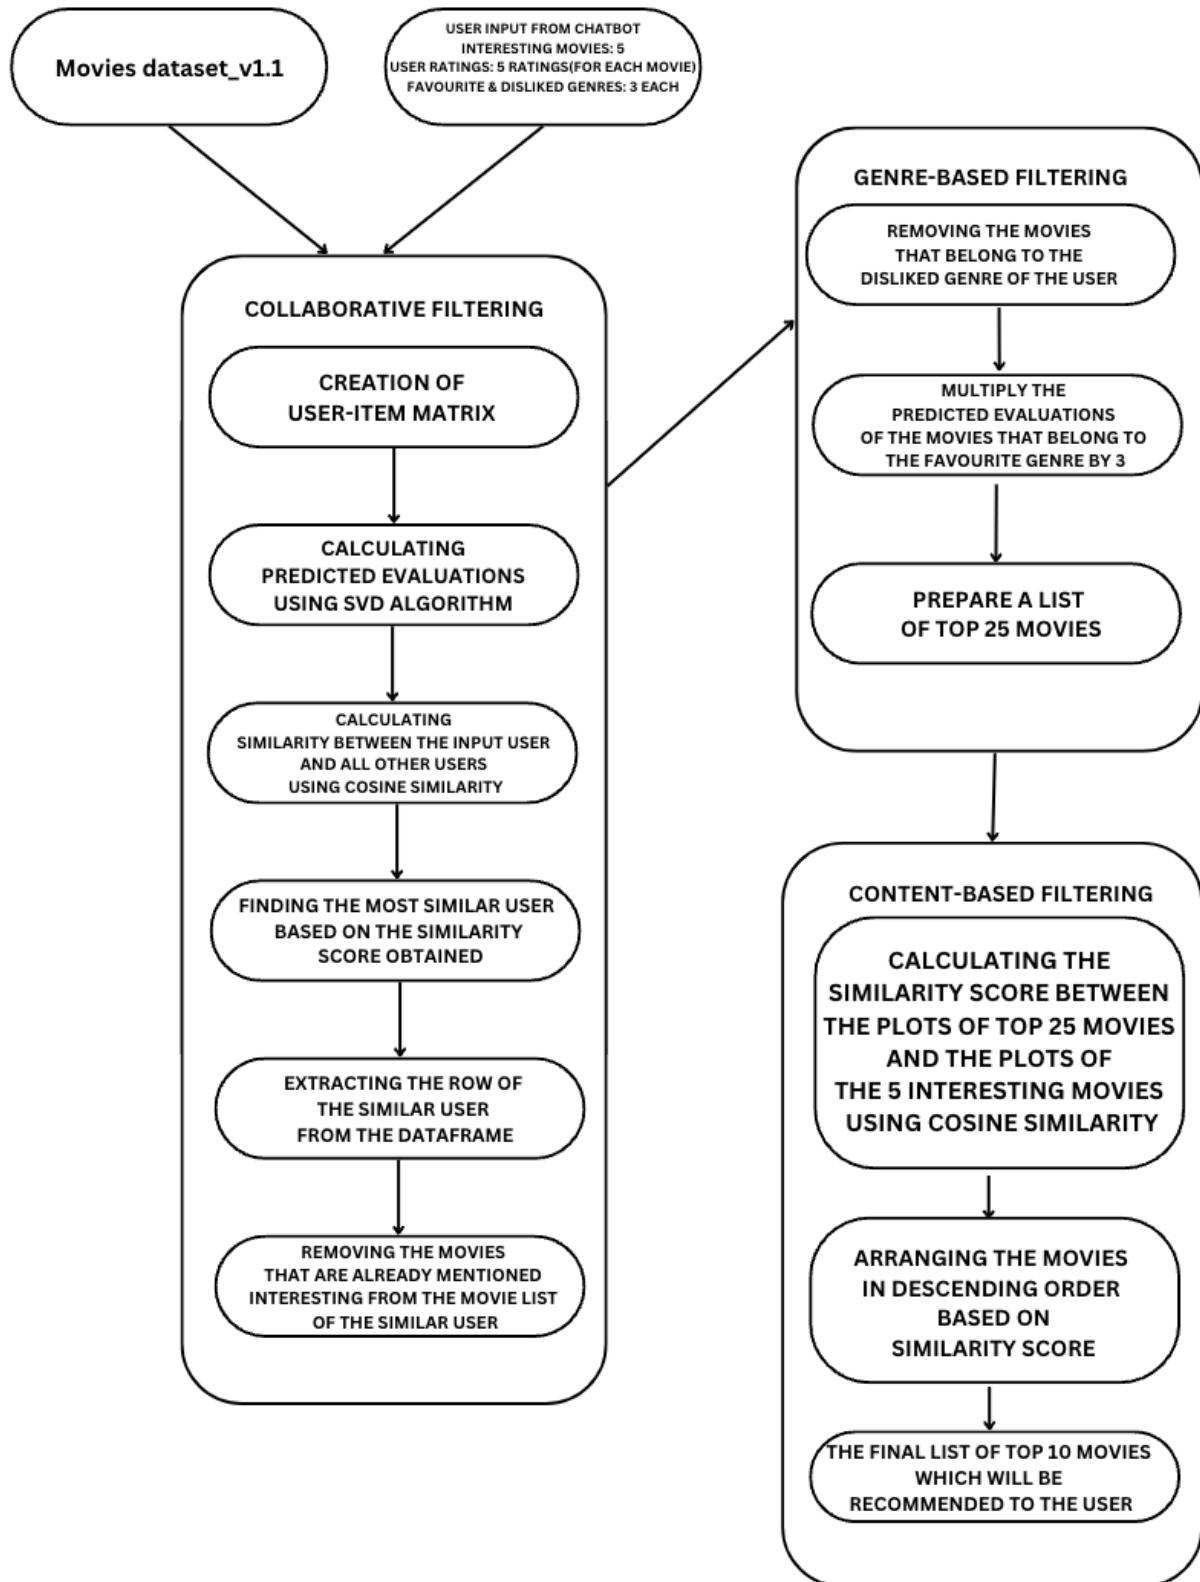 Movies dataset_v1.1
USER INPUT FROM CHATBOT
INTERESTING MOVIES: 5
USER RATINGS: 5 RATINGS(FOR EACH MOVIE)
FAVOURITE & DISLIKED GENRES: 3 EACH
COLLABORATIVE FILTERING
CREATION OF
USER-ITEM MATRIX
CALCULATING
PREDICTED EVALUATIONS
USING SVD ALGORITHM
CALCULATING
SIMILARITY BETWEEN THE INPUT USER
AND ALL OTHER USERS
USING COSINE SIMILARITY
FINDING THE MOST SIMILAR USER
BASED ON THE SIMILARITY
SCORE OBTAINED
EXTRACTING THE ROW OF
THE SIMILAR USER
FROM THE DATAFRAME
REMOVING THE MOVIES
THAT ARE ALREADY MENTIONED
INTERESTING FROM THE MOVIE LIST
OF THE SIMILAR USER
GENRE-BASED FILTERING
REMOVING THE MOVIES
THAT BELONG TO THE
DISLIKED GENRE OF THE USER
MULTIPLY THE
PREDICTED EVALUATIONS
OF THE MOVIES THAT BELONG TO
THE FAVOURITE GENRE BY 3
PREPARE A LIST
OF TOP 25 MOVIES
CONTENT-BASED FILTERING
CALCULATING THE
SIMILARITY SCORE BETWEEN
THE PLOTS OF TOP 25 MOVIES
AND THE PLOTS OF
THE 5 INTERESTING MOVIES
USING COSINE SIMILARITY
ARRANGING THE MOVIES
IN DESCENDING ORDER
BASED ON
SIMILARITY SCORE
THE FINAL LIST OF TOP 10 MOVIES
WHICH WILL BE
RECOMMENDED TO THE USER